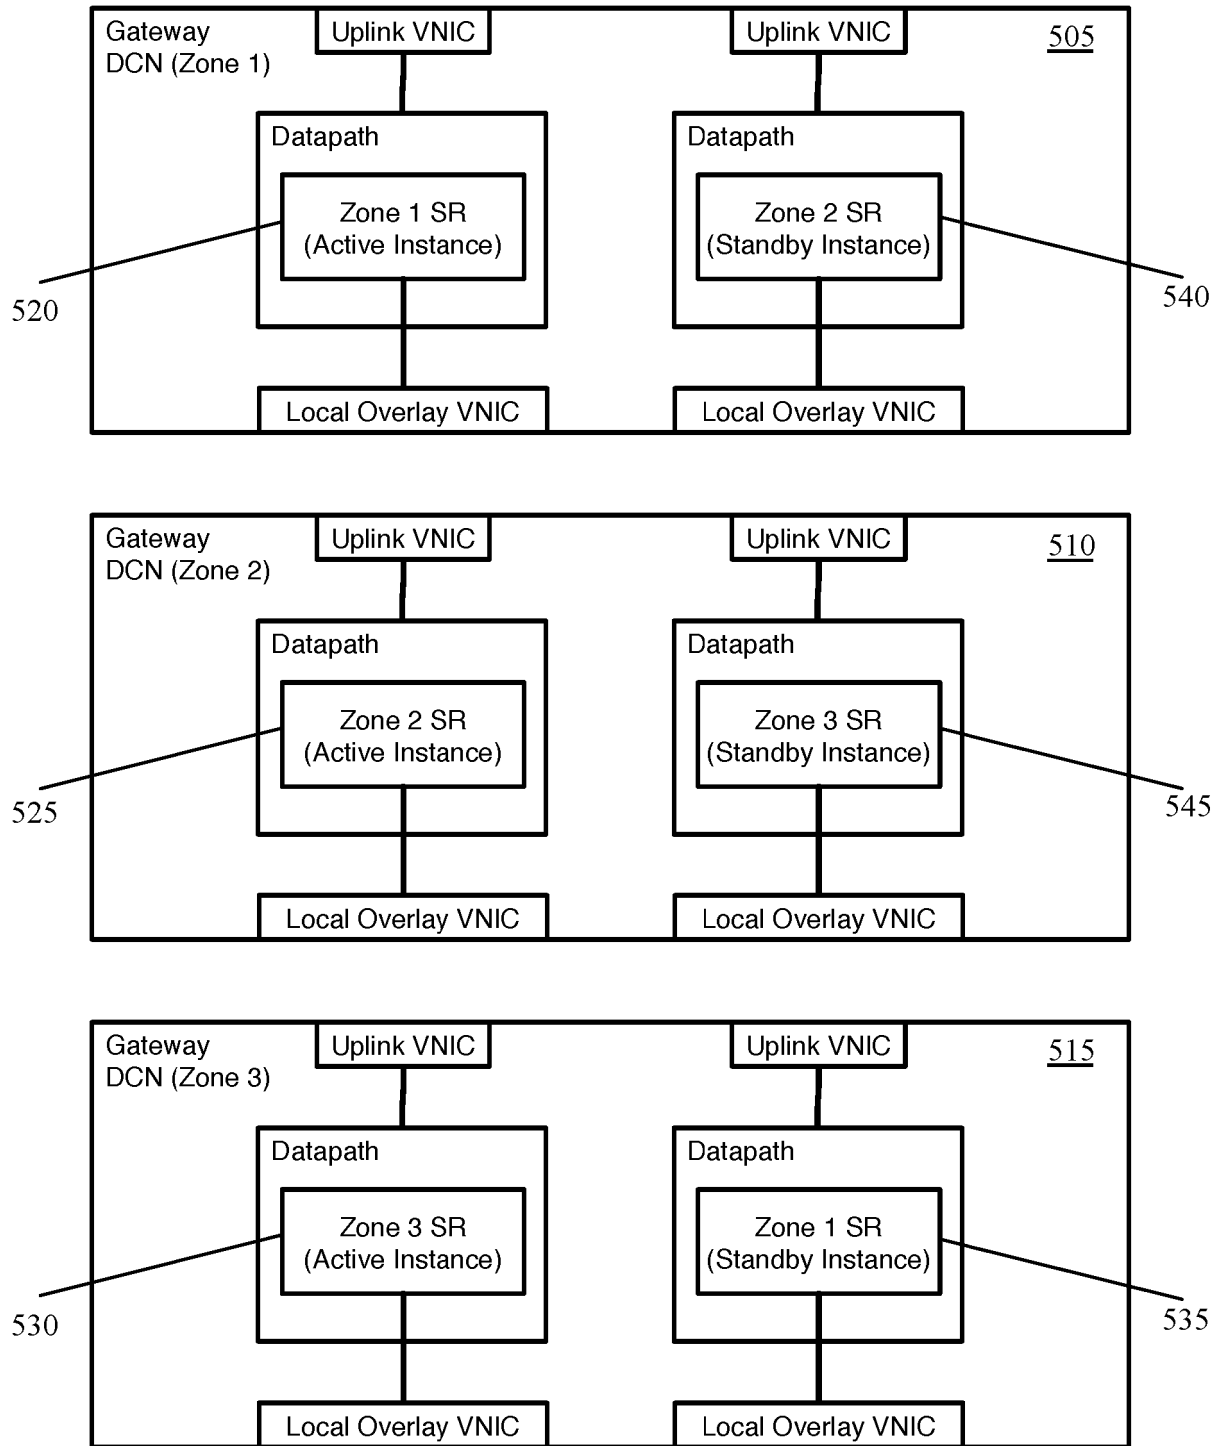 Gateway
DCN (Zone 1)
Uplink VNIC
Uplink VNIC
505
Datapath
Datapath
Zone 1 SR
(Active Instance)
Zone 2 SR
(Standby Instance)
520
540
Local Overlay VNIC
Local Overlay VNIC
Gateway
DCN (Zone 2)
Uplink VNIC
Uplink VNIC
510
Datapath
Datapath
Zone 2 SR
(Active Instance)
Zone 3 SR
(Standby Instance)
525
545
Local Overlay VNIC
Local Overlay VNIC
Gateway
DCN (Zone 3)
Uplink VNIC
Uplink VNIC
515
Datapath
Datapath
Zone 3 SR
(Active Instance)
Zone 1 SR
(Standby Instance)
530
535
Local Overlay VNIC
Local Overlay VNIC